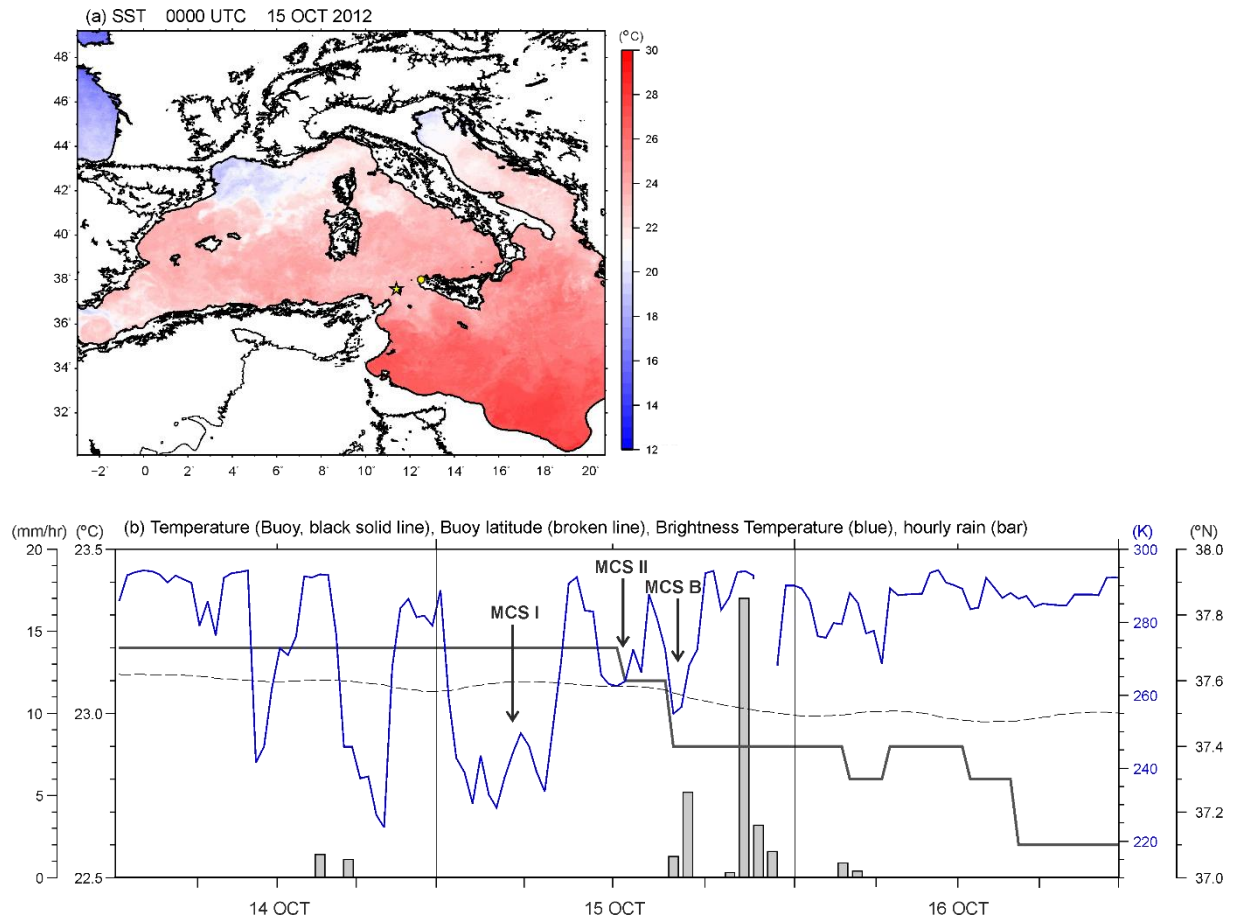 (a) SST 0000 UTC 15 OCT 2012
(°C)
48
46
44
42
40
38
36
34
32
−2 0 2 4 6 8 10 12 14 16 18 20
30
28
26
24
22
20
18
16
14
12
(mm/hr) (°C) (b) Temperature (Buoy, black solid line), Buoy latitude (broken line), Brightness Temperature (blue), hourly rain (bar) (K) (°N)
20 23.5 300 38.0
MCS II
MCS B
MCS I
15 280 37.8
10 23.0 260 37.6
5 240 37.4
220 37.2
0 22.5 37.0
14 OCT 15 OCT 16 OCT